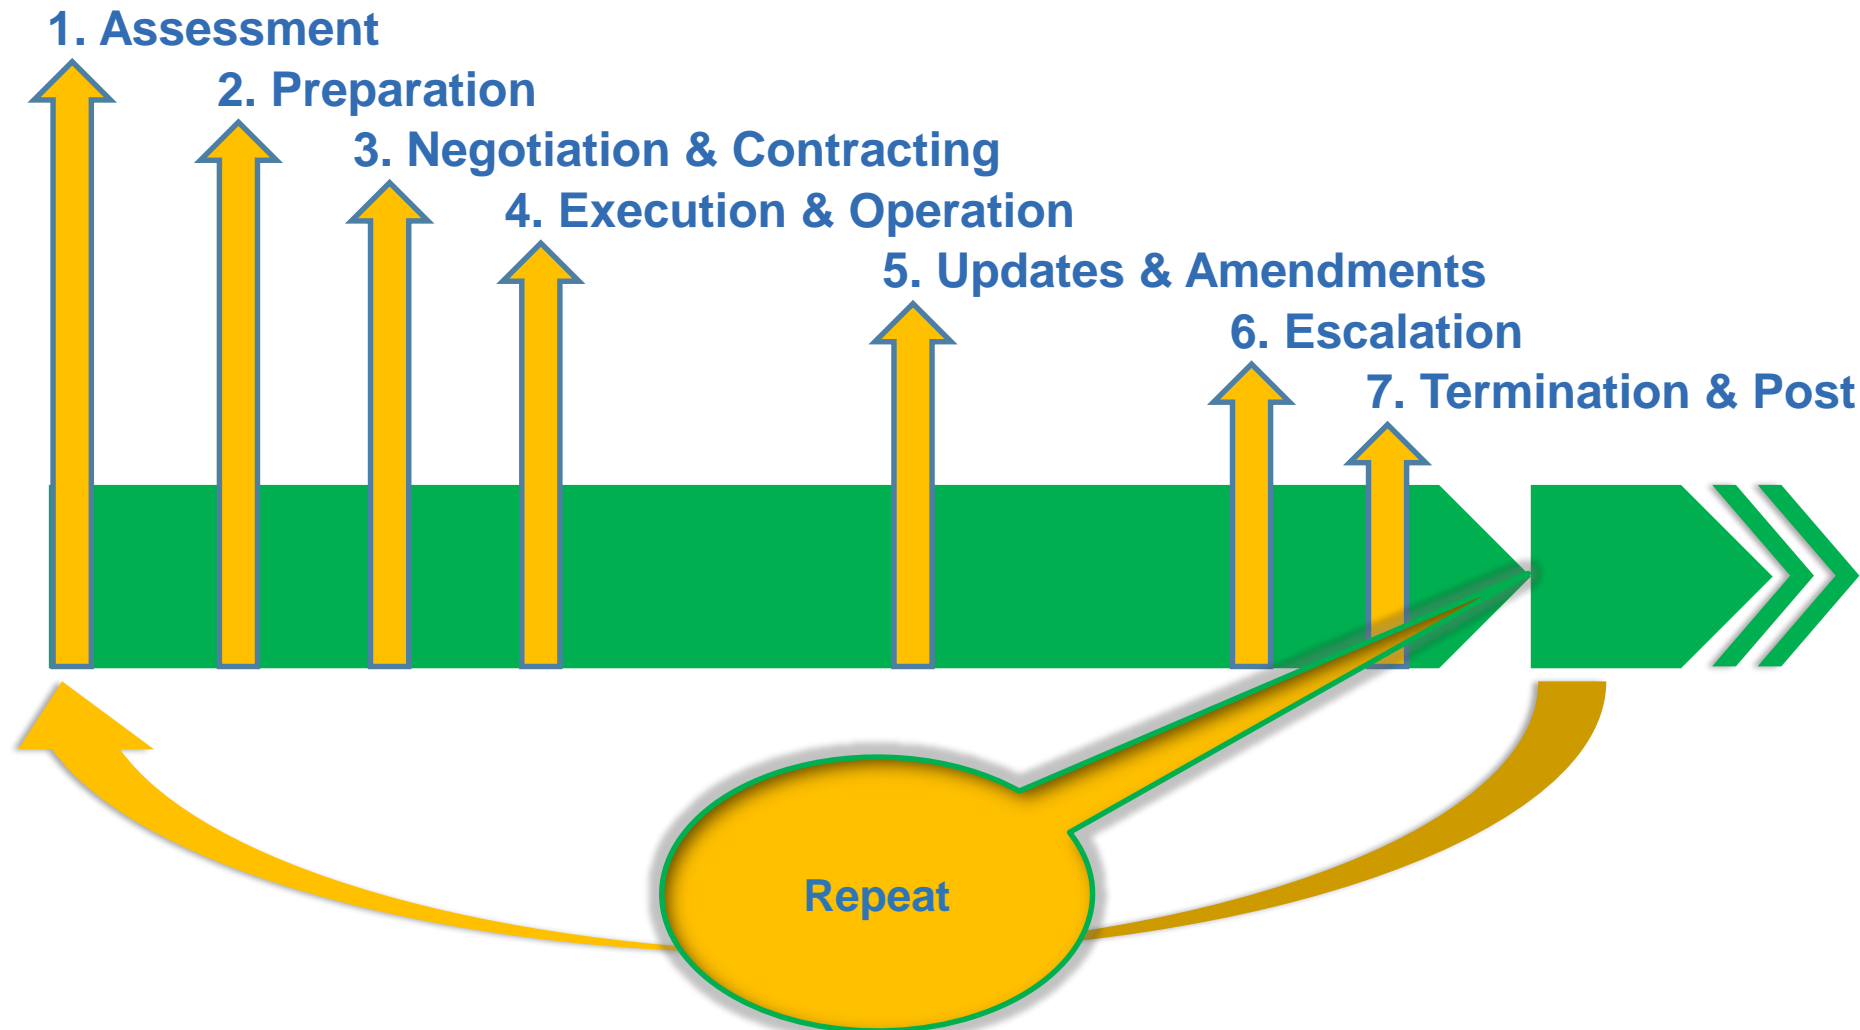 1. Assessment
2. Preparation
3. Negotiation & Contracting
4. Execution & Operation
5. Updates & Amendments
6. Escalation
7. Termination & Post
Repeat